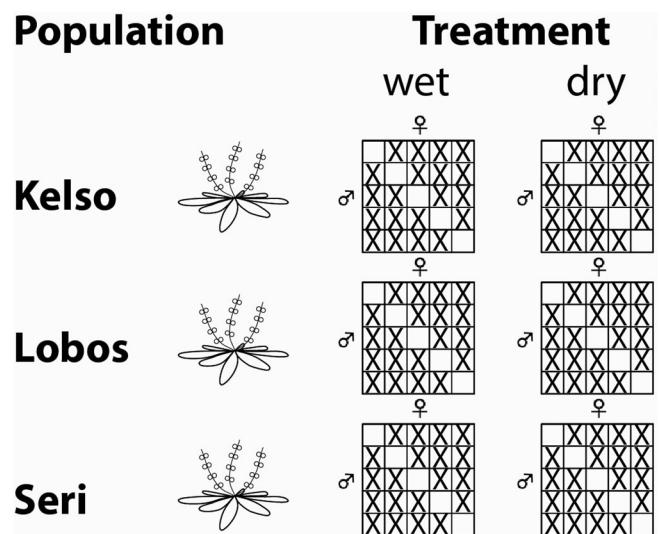 Population Treatment
wet dry
♀ ♀
Kelso ♂ ♂
♀ ♀
Lobos ♂ ♂
♀ ♀
Seri ♂ ♂